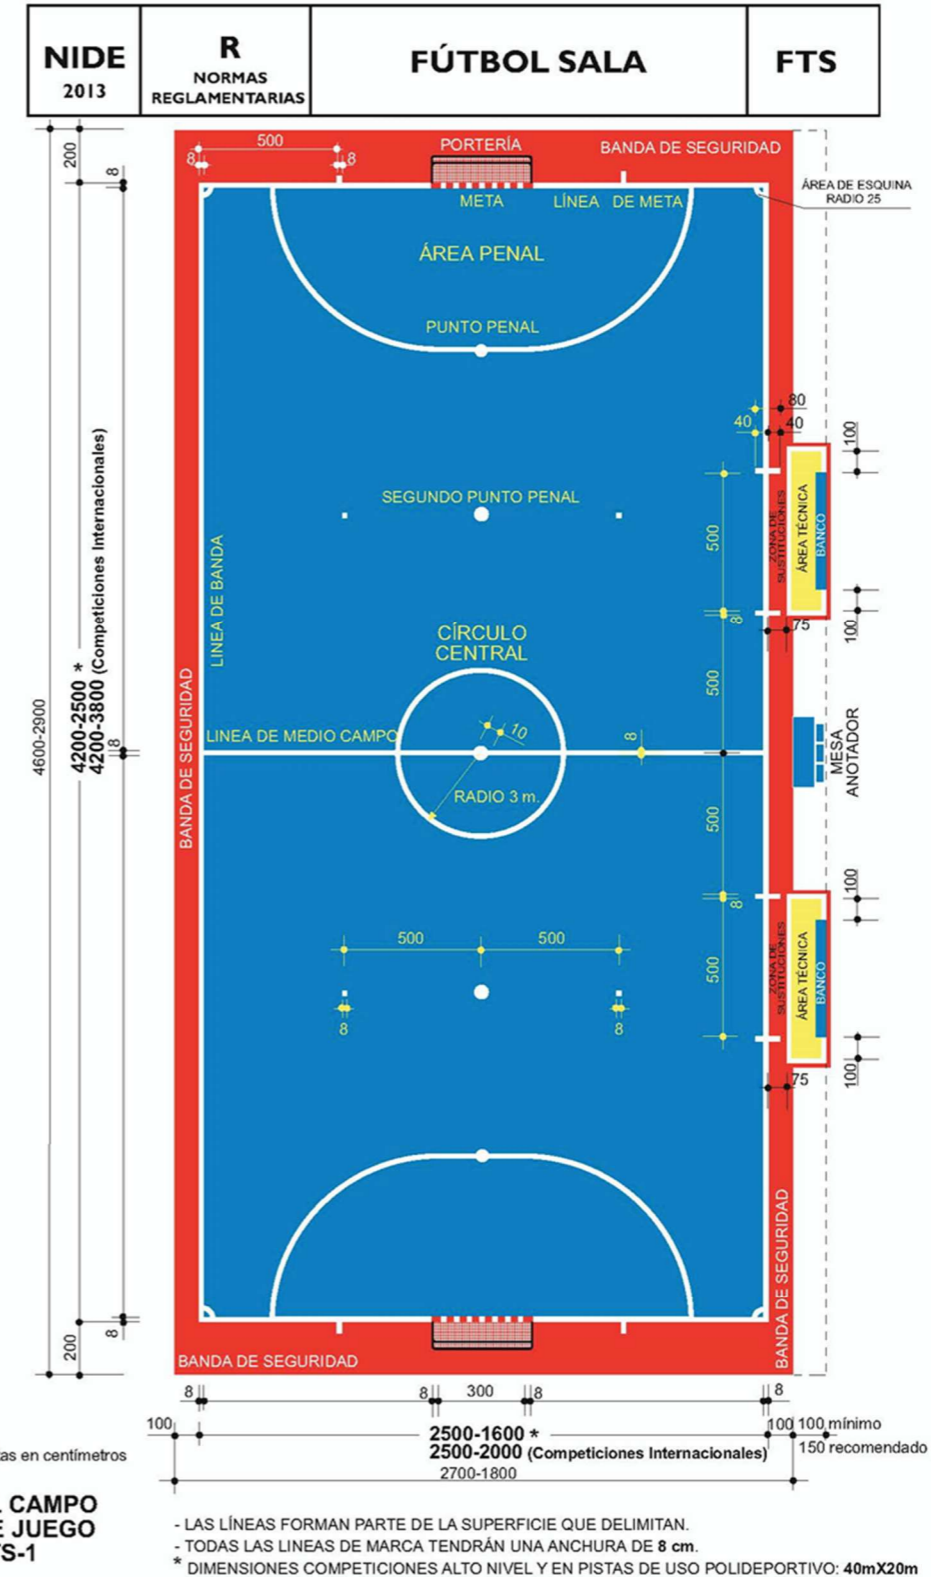 NIDE
2013
R
NORMAS
REGLAMENTARIAS
FÚTBOL SALA
FTS
500
8
8
PORTERÍA
BANDA DE SEGURIDAD
200
8
META
LÍNEA DE META
ÁREA DE ESQUINA
RADIO 25
ÁREA PENAL
PUNTO PENAL
80
40
40
100
SEGUNDO PUNTO PENAL
500
ZONA DE
SUSTITUCIONES
ÁREA TÉCNICA
BANCO
LINEA DE BANDA
8
75
100
CÍRCULO
CENTRAL
500
4600-2900
4200-2500 *
4200-3800 (Competiciones Internacionales)
8
BANDA DE SEGURIDAD
LINEA DE MEDIO CAMPO
10
8
MESA
ANOTADOR
RADIO 3 m.
500
100
8
500
500
500
ZONA DE
SUSTITUCIONES
ÁREA TÉCNICA
BANCO
8
8
75
100
BANDA DE SEGURIDAD
200
8
BANDA DE SEGURIDAD
8
8
300
8
8
100
2500-1600 *
100
100 mínimo
2500-2000 (Competiciones Internacionales)
150 recomendado
2700-1800
as en centímetros
CAMPO
JUEGO
S-1
- LAS LÍNEAS FORMAN PARTE DE LA SUPERFICIE QUE DELIMITAN.
- TODAS LAS LINEAS DE MARCA TENDRÁN UNA ANCHURA DE 8 cm.
* DIMENSIONES COMPETICIONES ALTO NIVEL Y EN PISTAS DE USO POLIDEPORTIVO: 40mX20m